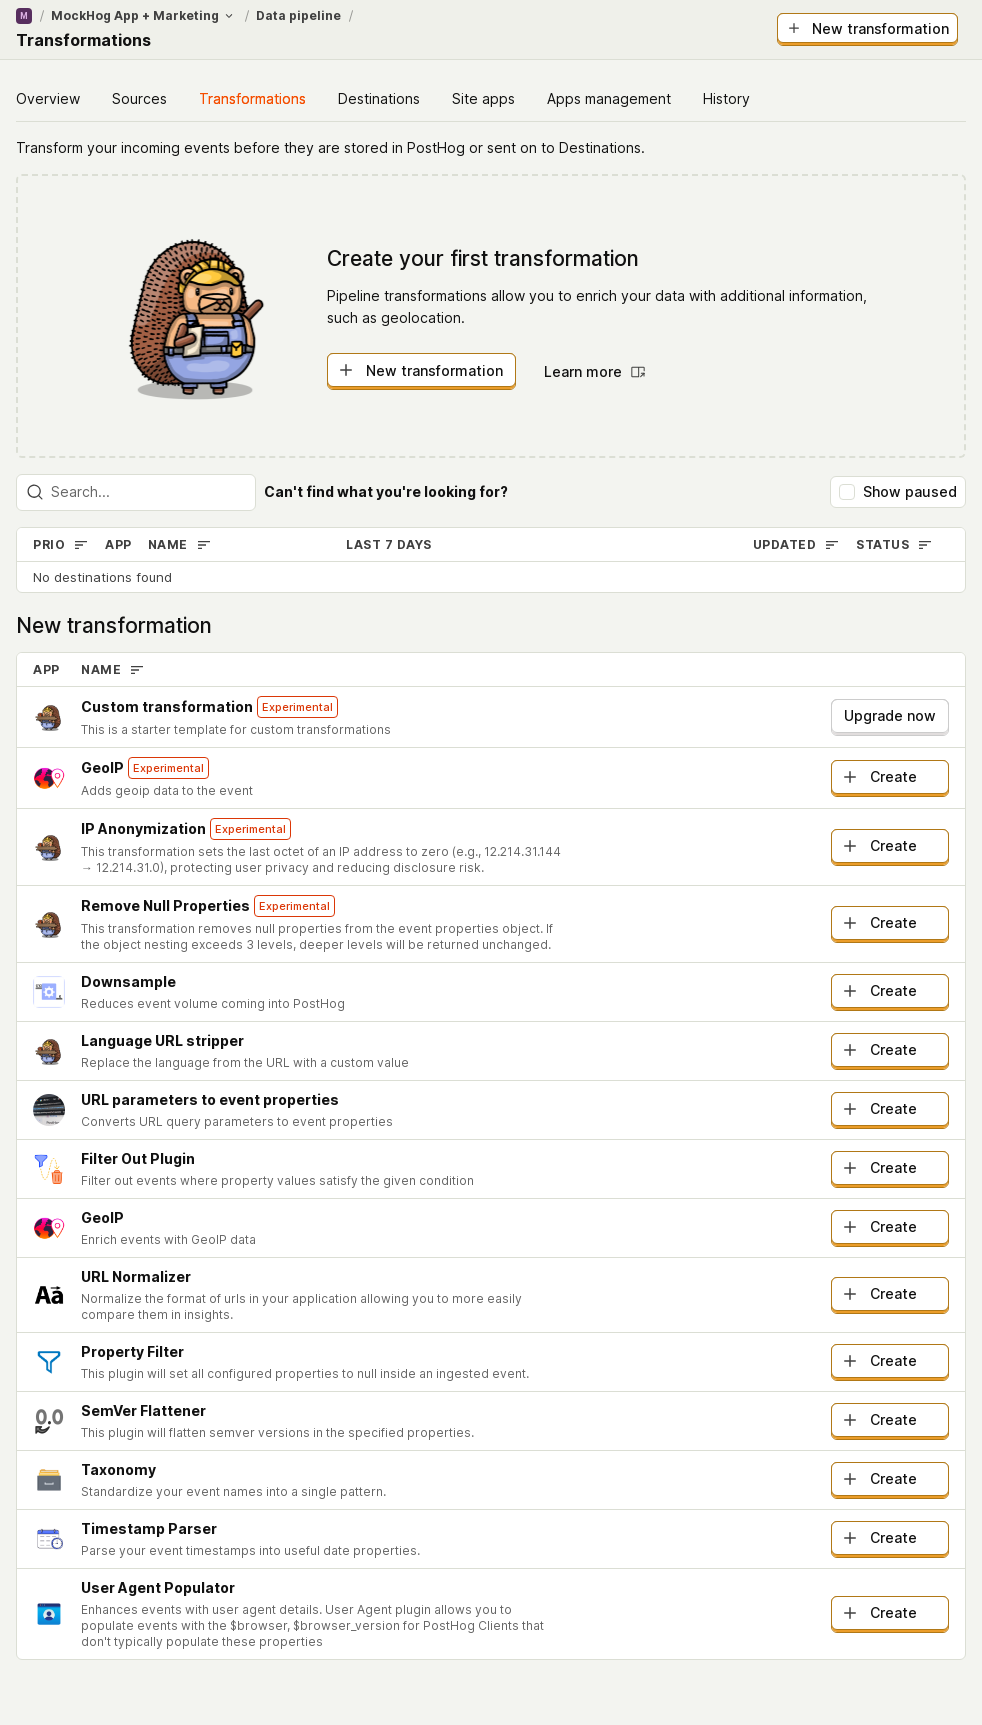 M / MockHog App + Marketing / Data pipeline /
Transformations
New transformation
Overview Sources Transformations Destinations Site apps Apps management History
Transform your incoming events before they are stored in PostHog or sent on to Destinations.
Create your first transformation
Pipeline transformations allow you to enrich your data with additional information,
such as geolocation.
New transformation Learn more
Search... Can't find what you're looking for? Show paused
PRIO APP NAME LAST 7 DAYS UPDATED STATUS
No destinations found
New transformation
APP NAME
Custom transformation Experimental
This is a starter template for custom transformations
Upgrade now
GeoIP Experimental
Adds geoip data to the event
Create
IP Anonymization Experimental
This transformation sets the last octet of an IP address to zero (e.g., 12.214.31.144
→ 12.214.31.0), protecting user privacy and reducing disclosure risk.
Create
Remove Null Properties Experimental
This transformation removes null properties from the event properties object. If
the object nesting exceeds 3 levels, deeper levels will be returned unchanged.
Create
Downsample
Reduces event volume coming into PostHog
Create
Language URL stripper
Replace the language from the URL with a custom value
Create
URL parameters to event properties
Converts URL query parameters to event properties
Create
Filter Out Plugin
Filter out events where property values satisfy the given condition
Create
GeoIP
Enrich events with GeoIP data
Create
Aa
URL Normalizer
Normalize the format of urls in your application allowing you to more easily
compare them in insights.
Create
Property Filter
This plugin will set all configured properties to null inside an ingested event.
Create
0.0
SemVer Flattener
This plugin will flatten semver versions in the specified properties.
Create
Taxonomy
Standardize your event names into a single pattern.
Create
Timestamp Parser
Parse your event timestamps into useful date properties.
Create
User Agent Populator
Enhances events with user agent details. User Agent plugin allows you to
populate events with the $browser, $browser_version for PostHog Clients that
don't typically populate these properties
Create